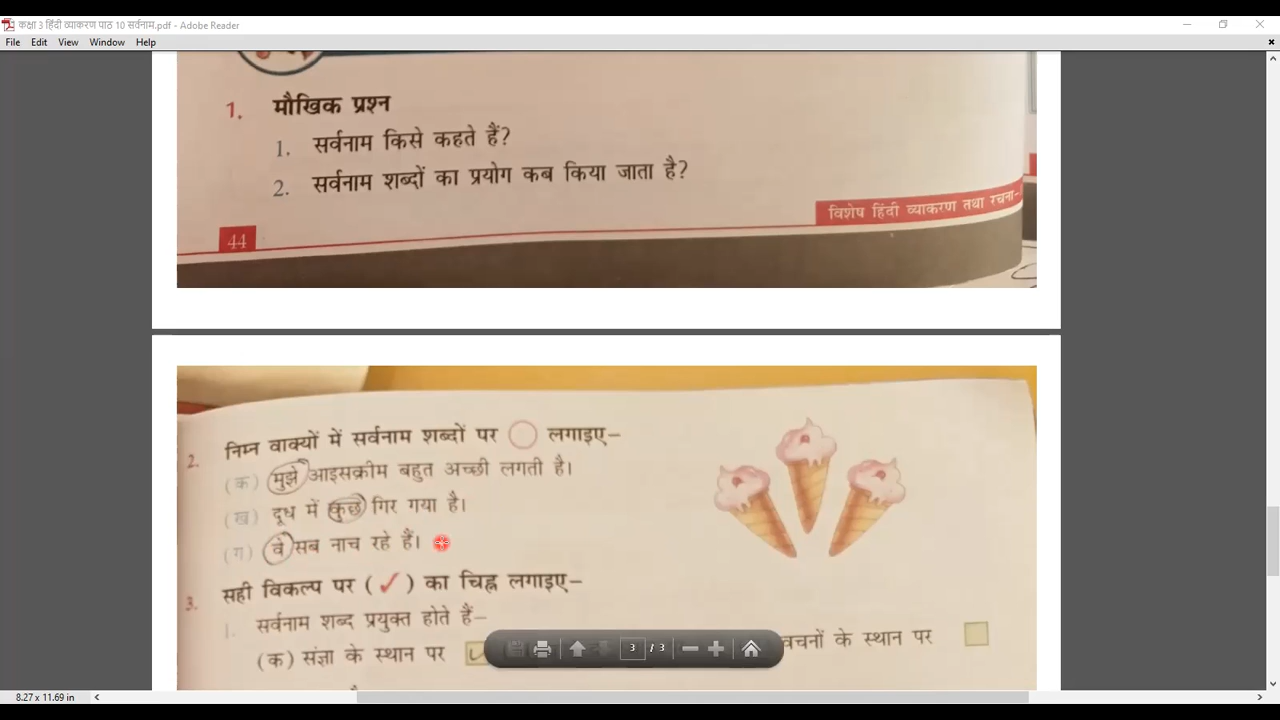 कक्षा 3 हिंदी व्याकरण पाठ 10 सर्वनाम.pdf - Adobe Reader
File Edit View Window Help
1. मौखिक प्रश्न
1. सर्वनाम किसे कहते हैं?
2. सर्वनाम शब्दों का प्रयोग कब किया जाता है?
विशेष हिंदी व्याकरण तथा रचना-
44
2. निम्न वाक्यों में सर्वनाम शब्दों पर लगाइए–
(क) मुझे आइसक्रीम बहुत अच्छी लगती है।
(ख) दूध में कुछ गिर गया है।
(ग) वे सब नाच रहे हैं।
3. सही विकल्प पर (✓) का चिह्न लगाइए–
1. सर्वनाम शब्द प्रयुक्त होते हैं–
(क) संज्ञा के स्थान पर वचनों के स्थान पर
3 / 3
8.27 x 11.69 in